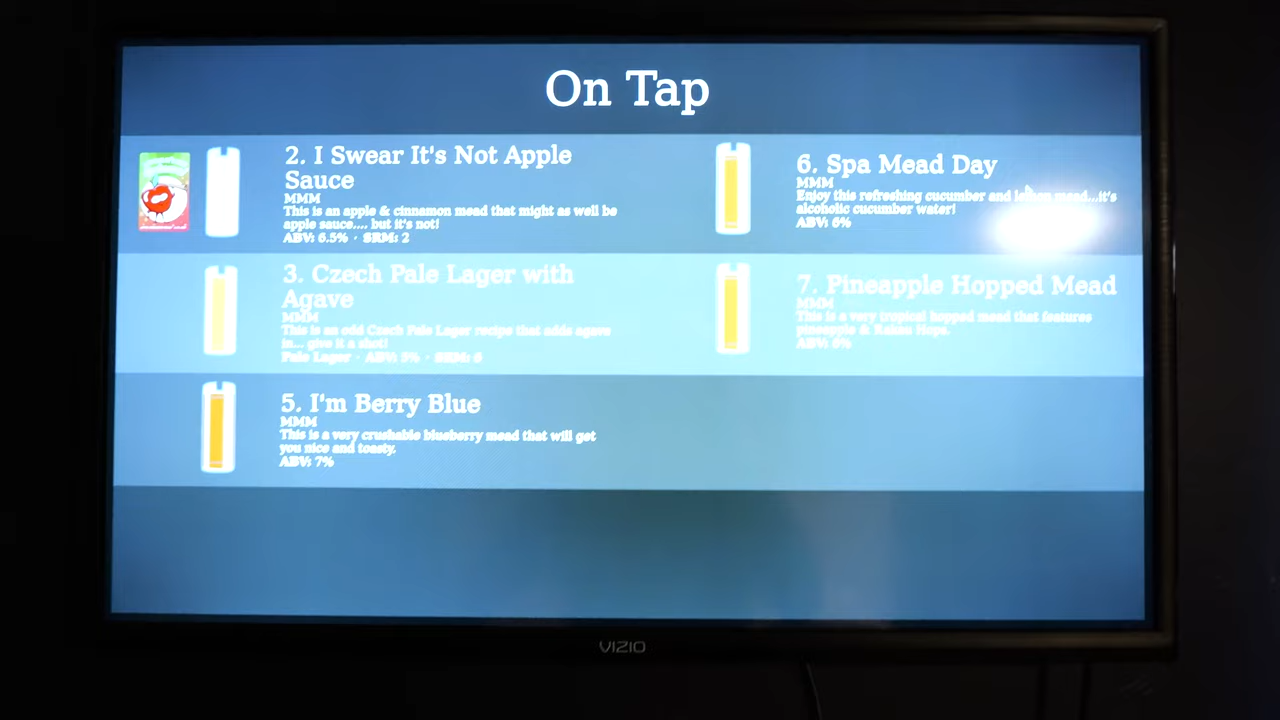 On Tap
2. I Swear It's Not Apple
Sauce
MMM
This is an apple & cinnamon mead that might as well be
apple sauce.... but it's not!
ABV: 6.5% · SRM: 2
3. Czech Pale Lager with
Agave
MMM
This is an odd Czech Pale Lager recipe that adds agave
in... give it a shot!
Pale Lager · ABV: 5% · SRM: 6
5. I'm Berry Blue
MMM
This is a very crushable blueberry mead that will get
you nice and toasty.
ABV: 7%
6. Spa Mead Day
MMM
Enjoy this refreshing cucumber and lemon mead...it's
alcoholic cucumber water!
ABV: 6%
7. Pineapple Hopped Mead
MMM
This is a very tropical hopped mead that features
pineapple & Hops.
ABV:
VIZIO